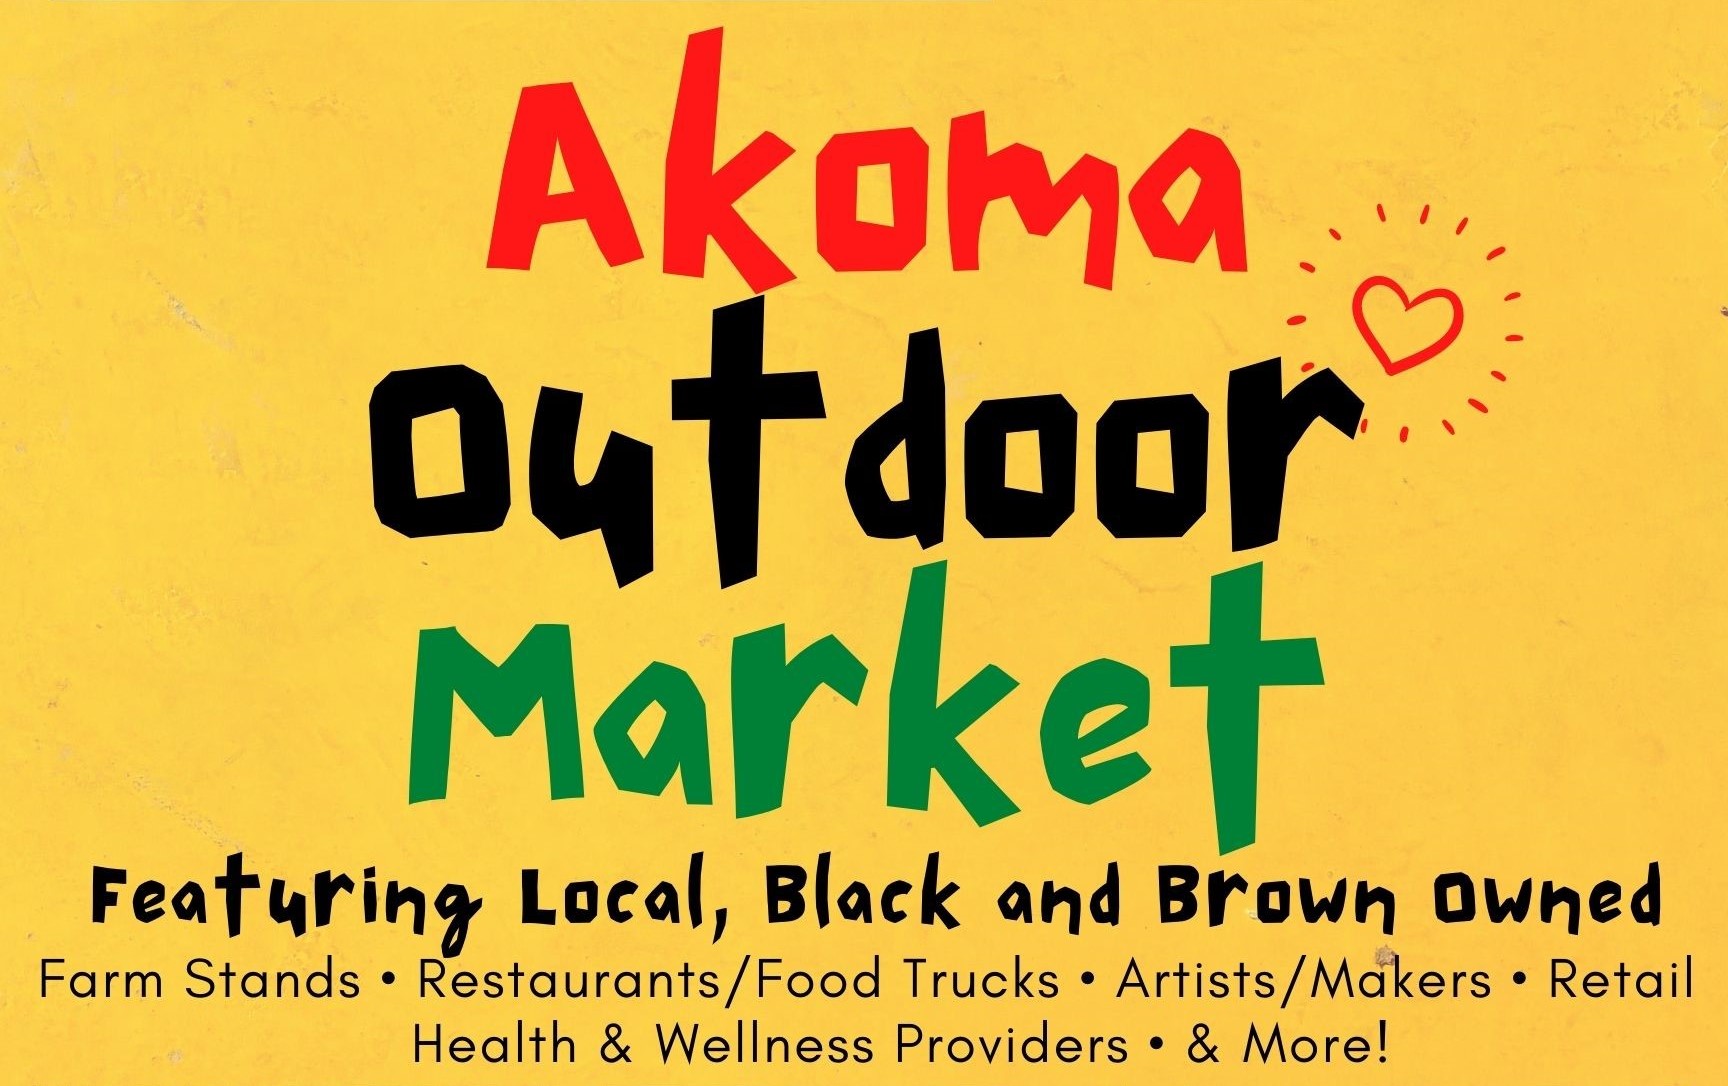 Akoma
Outdoor
Market
Featuring Local, Black and Brown Owned
Farm Stands • Restaurants/Food Trucks • Artists/Makers • Retail
Health & Wellness Providers • & More!